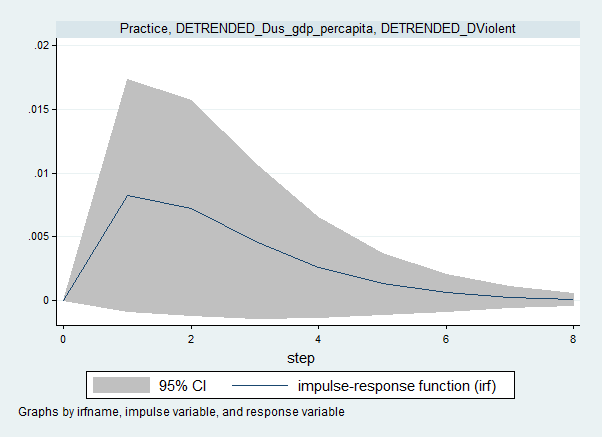 Practice, DETRENDED_Dus_gdp_percapita, DETRENDED_DViolent
.02
.015
.01
.005
0
0 2 4 6 8
step
95% CI impulse-response function (irf)
Graphs by irfname, impulse variable, and response variable